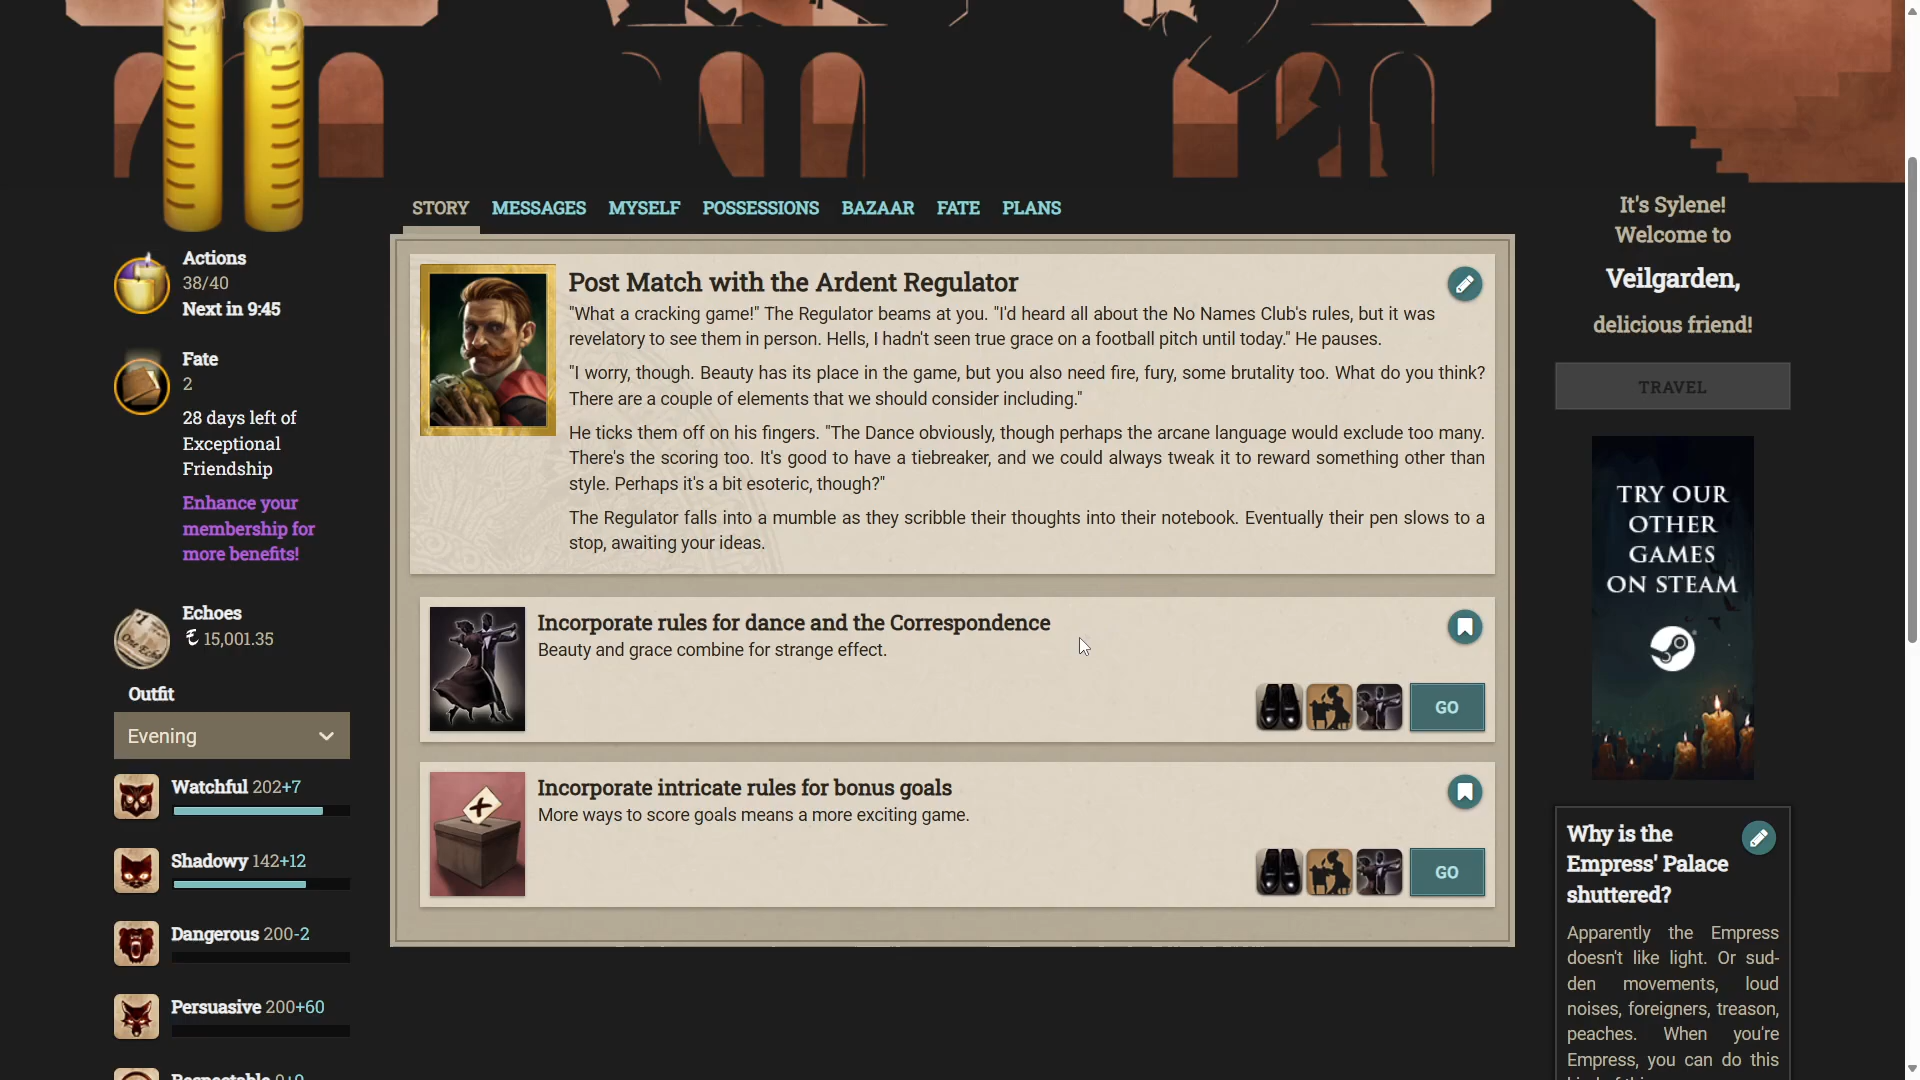 STORY
MESSAGES
MYSELF
POSSESSIONS
BAZAAR
FATE
PLANS
Actions
38/40
Next in 9:45
Fate
2
28 days left of
Exceptional
Friendship
Enhance your
membership for
more benefits!
Echoes
15,001.35
Outfit
Evening
Watchful 202+7
Shadowy 142+12
Dangerous 200-2
Persuasive 200+60
Post Match with the Ardent Regulator
"What a cracking game!" The Regulator beams at you. "I'd heard all about the No Names Club's rules, but it was
revelatory to see them in person. Hells, I hadn't seen true grace on a football pitch until today." He pauses.
"I worry, though. Beauty has its place in the game, but you also need fire, fury, some brutality too. What do you think?
There are a couple of elements that we should consider including."
He ticks them off on his fingers. "The Dance obviously, though perhaps the arcane language would exclude too many.
There's the scoring too. It's good to have a tiebreaker, and we could always tweak it to reward something other than
style. Perhaps it's a bit esoteric, though?"
The Regulator falls into a mumble as they scribble their thoughts into their notebook. Eventually their pen slows to a
stop, awaiting your ideas.
Incorporate rules for dance and the Correspondence
Beauty and grace combine for strange effect.
GO
Incorporate intricate rules for bonus goals
More ways to score goals means a more exciting game.
GO
It's Sylene!
Welcome to
Veilgarden,
delicious friend!
TRAVEL
TRY OUR
OTHER
GAMES
ON STEAM
Why is the
Empress' Palace
shuttered?
Apparently the Empress
doesn't like light. Or sud-
den movements, loud
noises, foreigners, treason,
peaches. When you're
Empress, you can do this